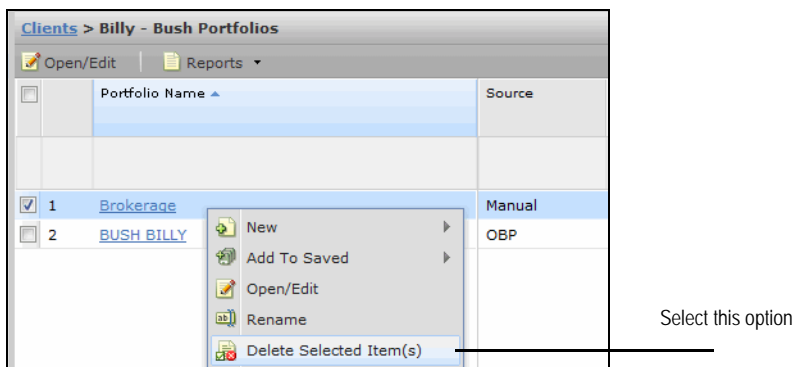 Clients > Billy - Bush Portfolios
Open/Edit Reports
Portfolio Name Source
1 Brokerage Manual
2 BUSH BILLY OBP
New
Add To Saved
Open/Edit
Rename
Delete Selected Item(s)
Select this option